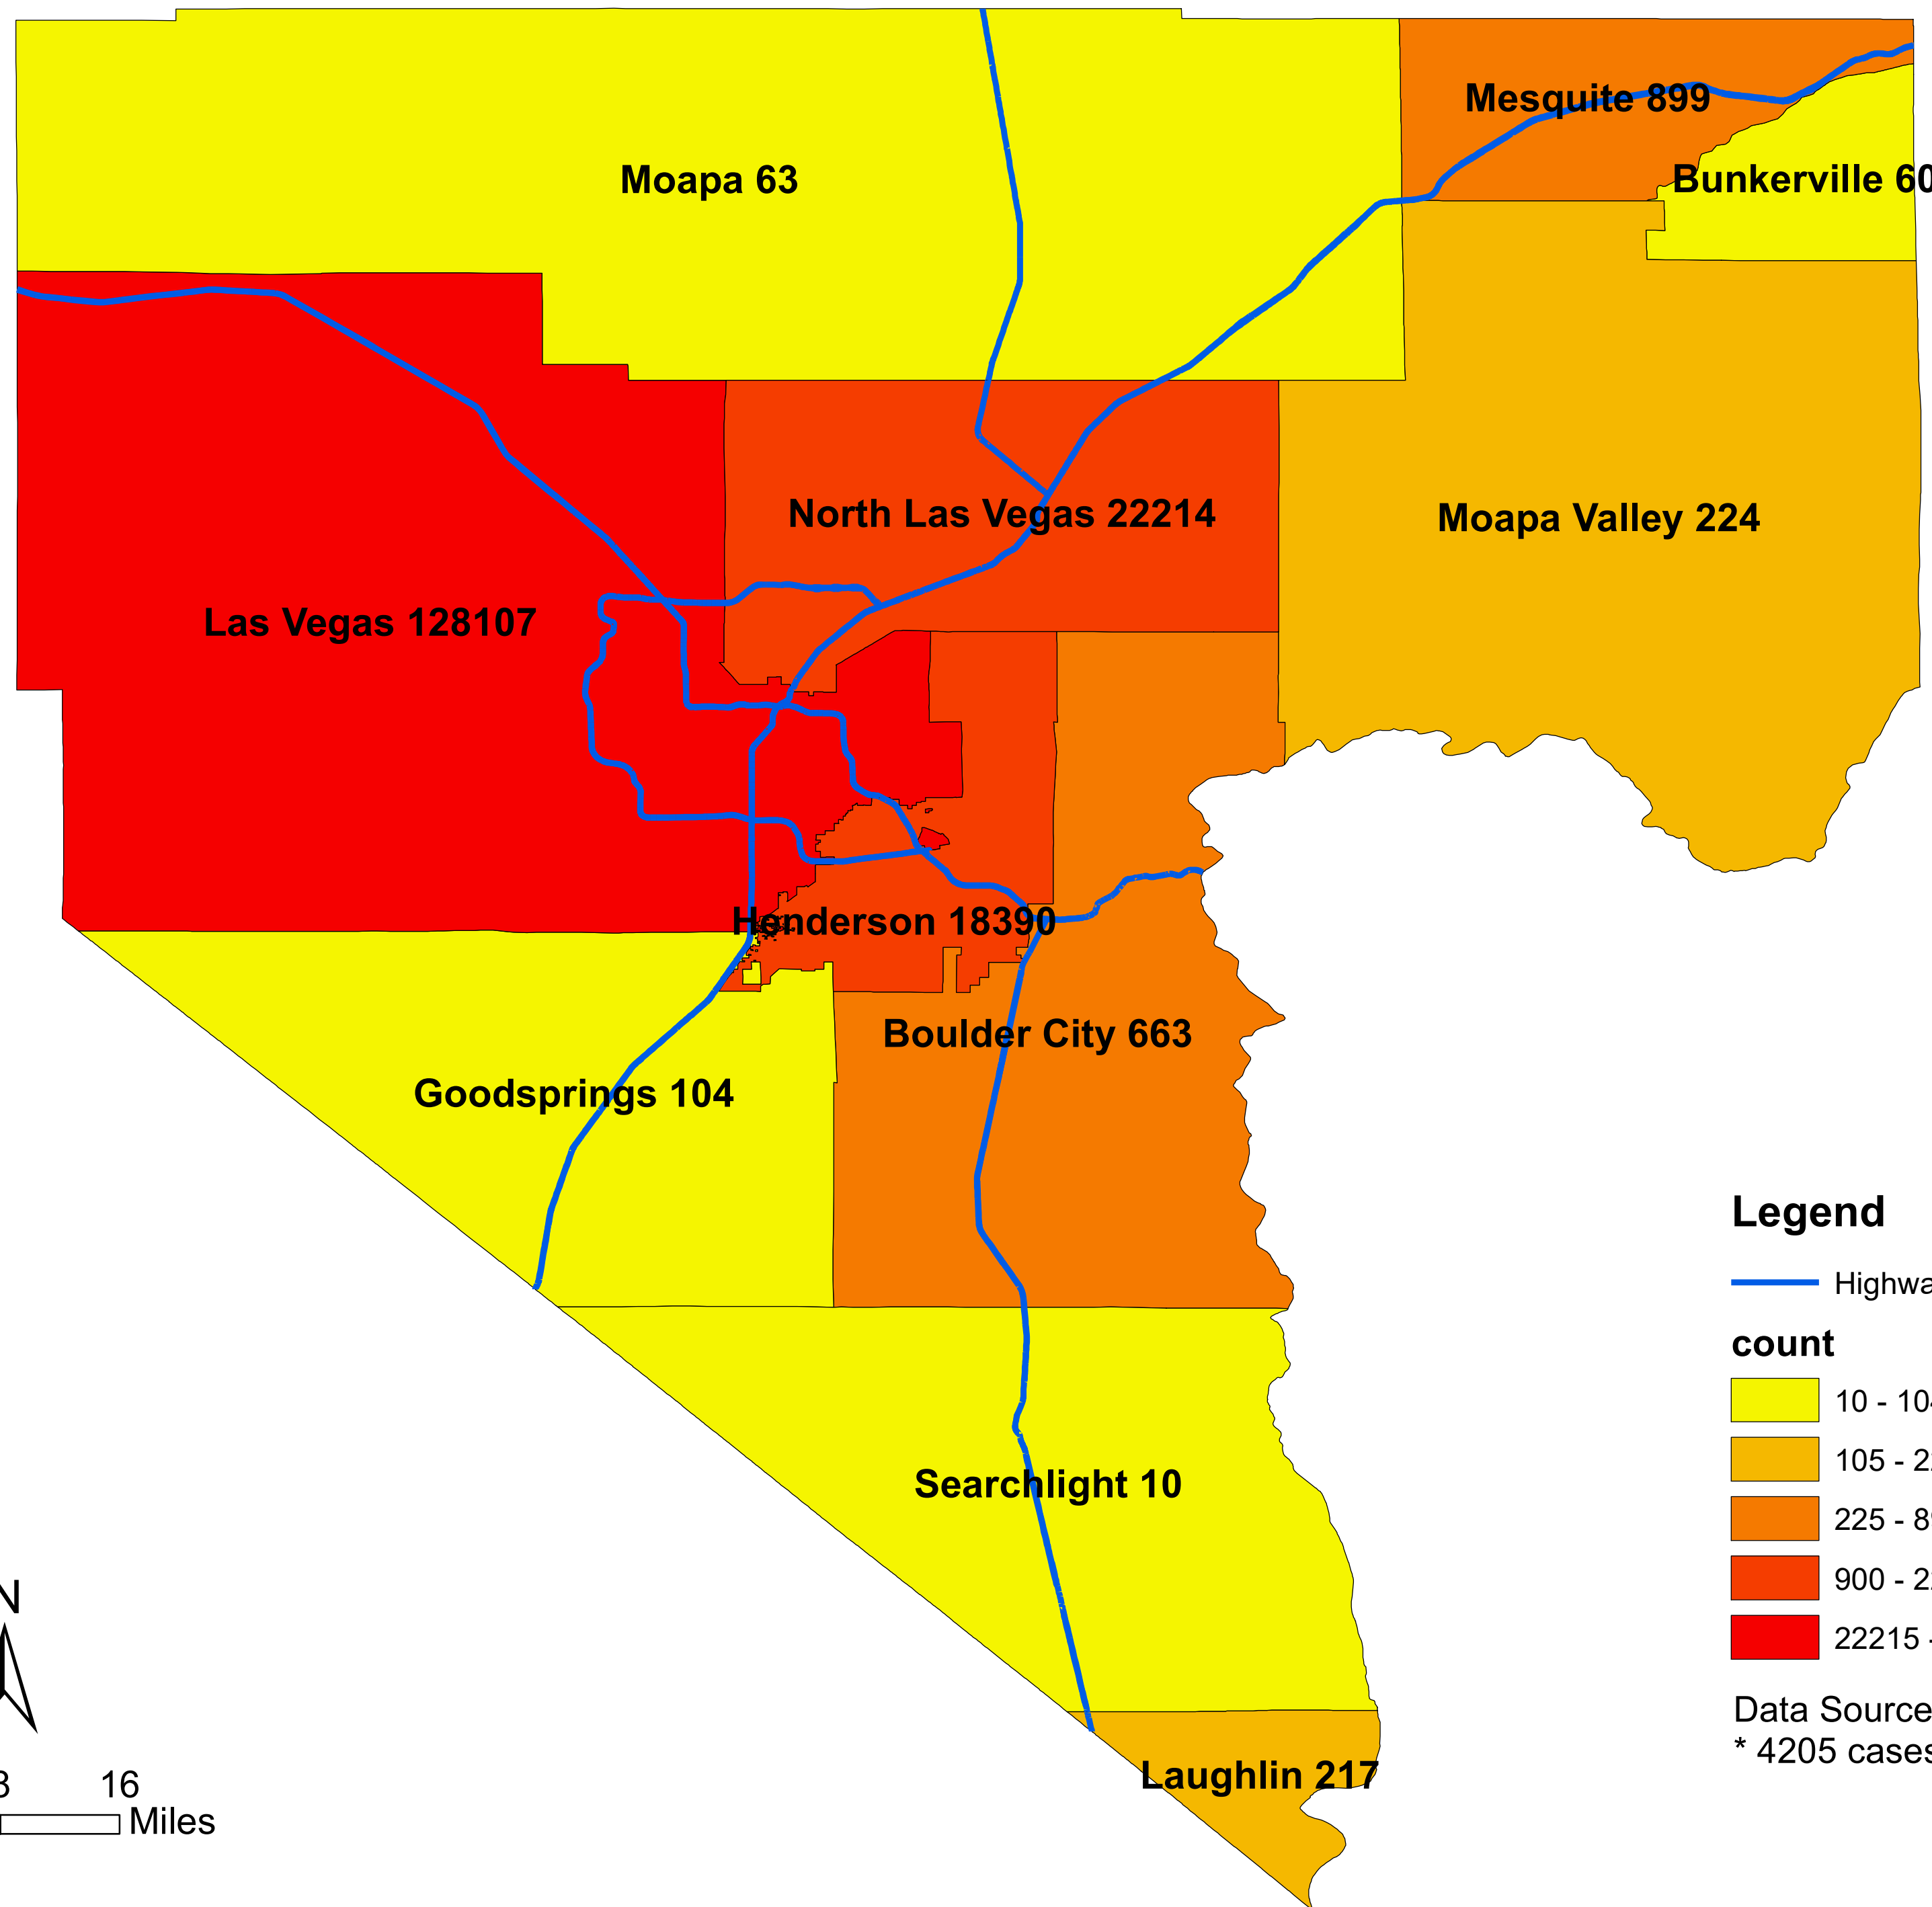 Mesquite 899
Moapa 63
Bunkerville 60
North Las Vegas 22214
Moapa Valley 224
Las Vegas 128107
Henderson 18390
Boulder City 663
Goodsprings 104
Searchlight 10
Laughlin 217
Legend
count
10 -
105 -
225 -
900 -
22215 -
Data Source
* 4205 cases
N
16
Miles